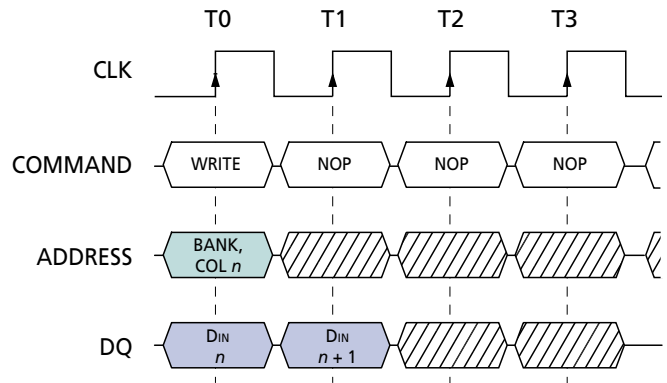 T0 T1 T2 T3
CLK
COMMAND WRITE NOP NOP NOP
ADDRESS BANK,
COL n
DQ DIN DIN
n n + 1